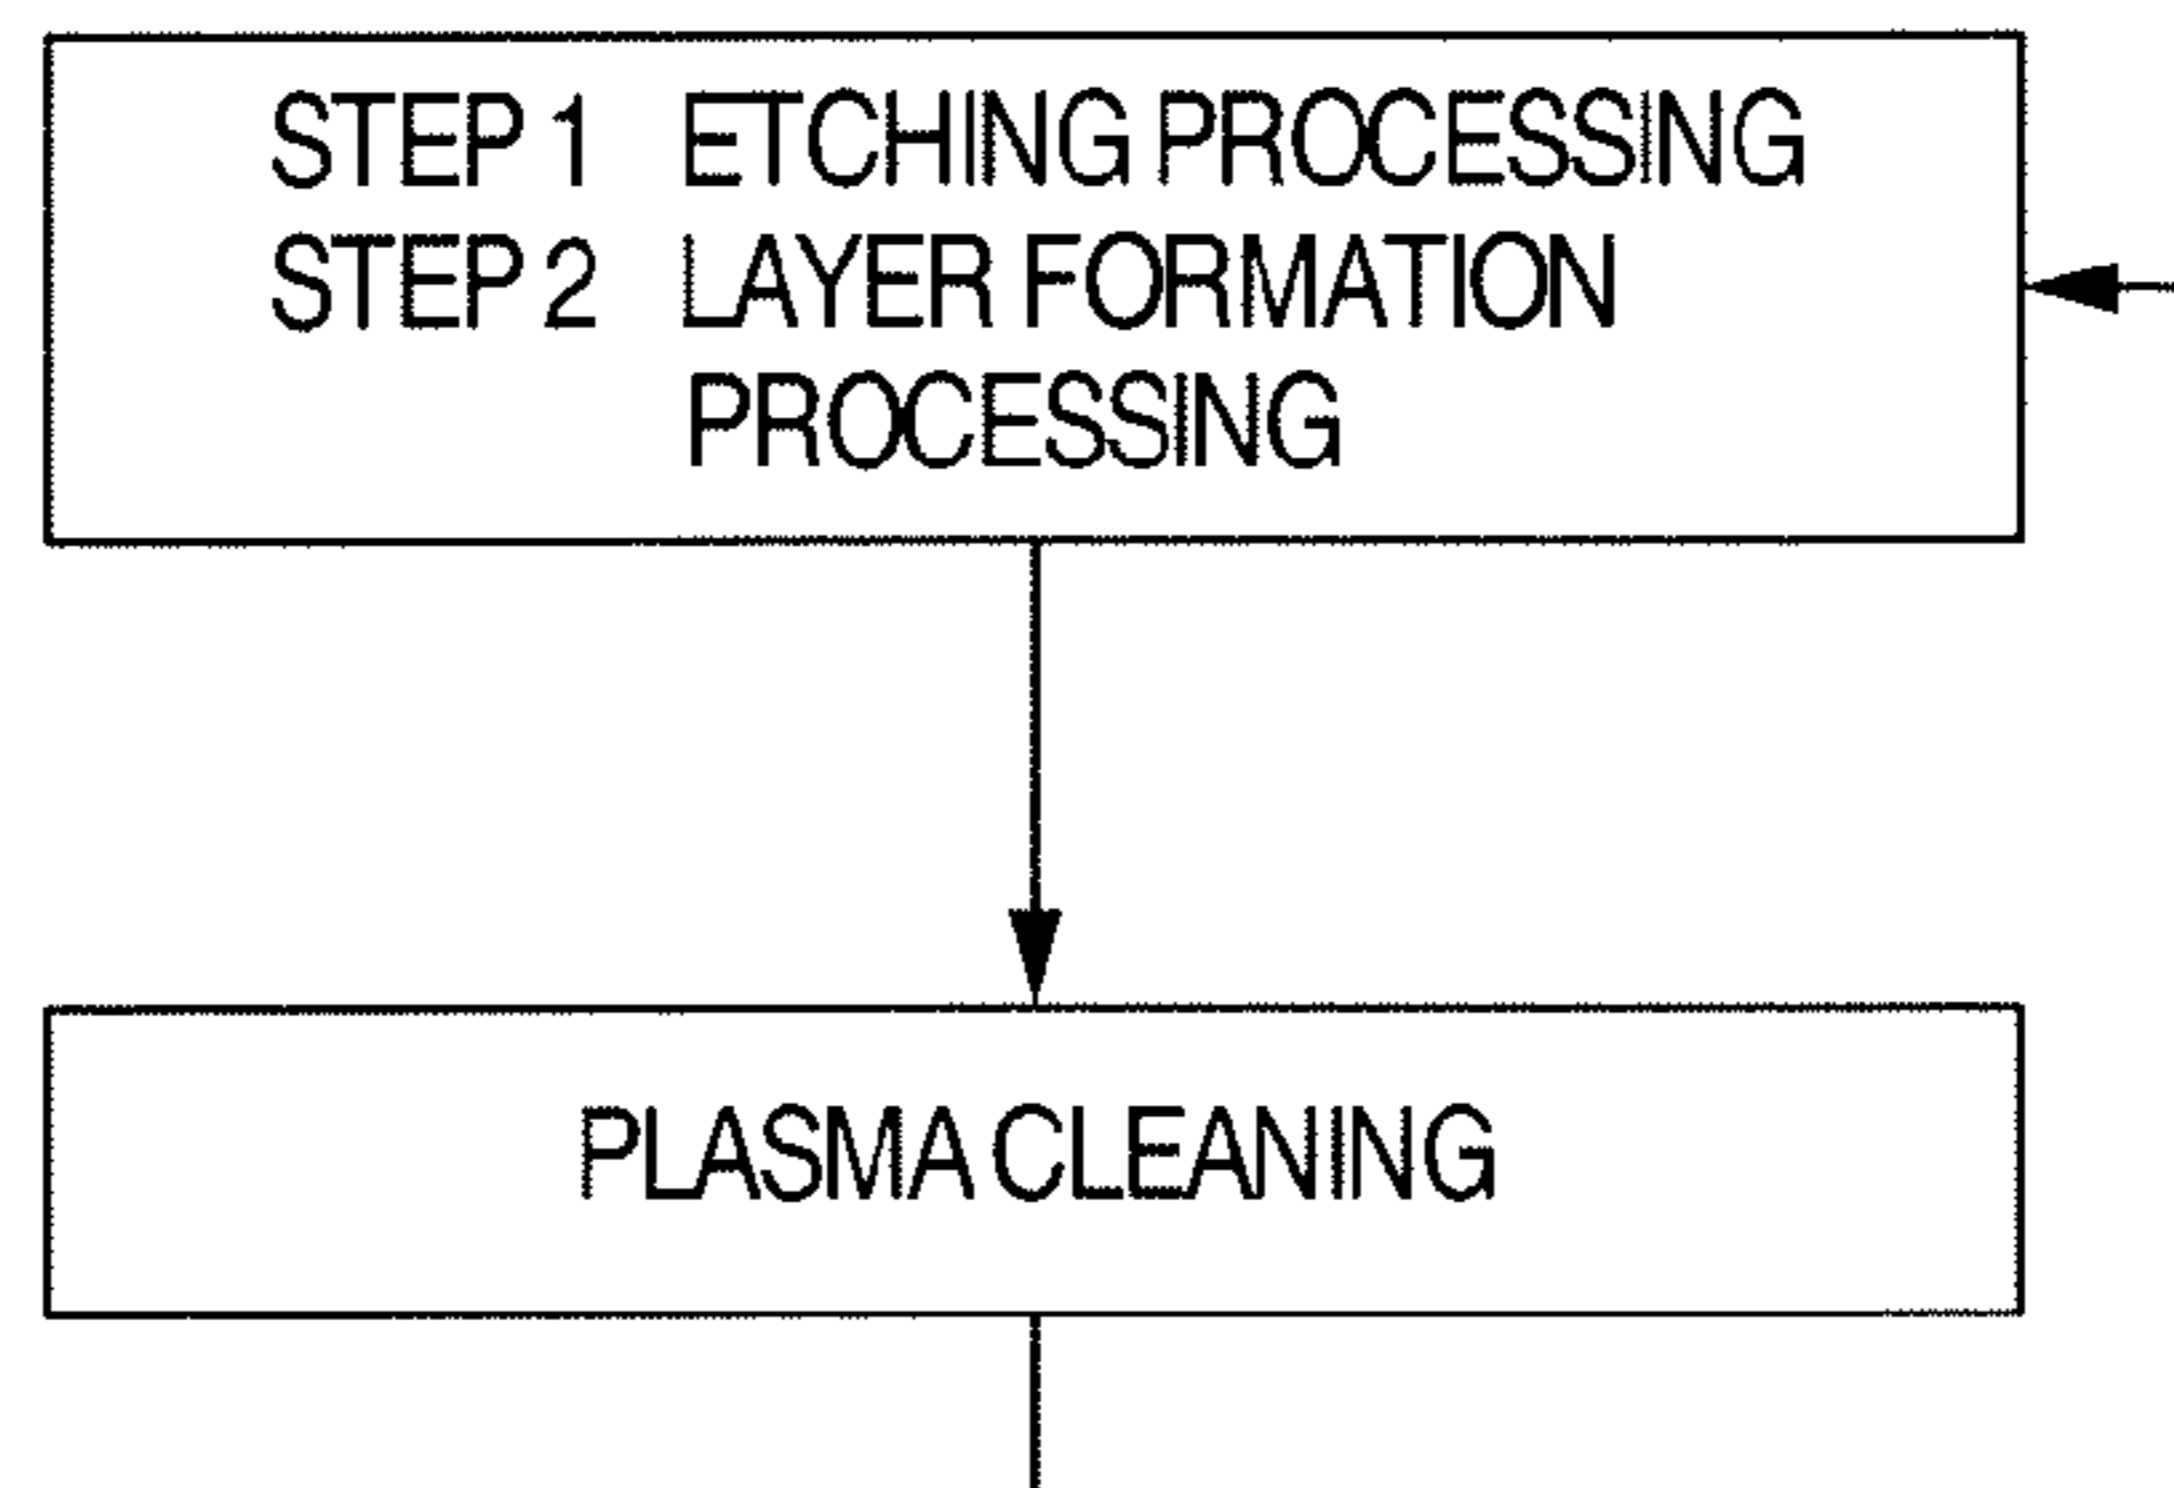 STEP 1 ETCHING PROCESSING
STEP 2 LAYER FORMATION
PROCESSING
PLASMA CLEANING